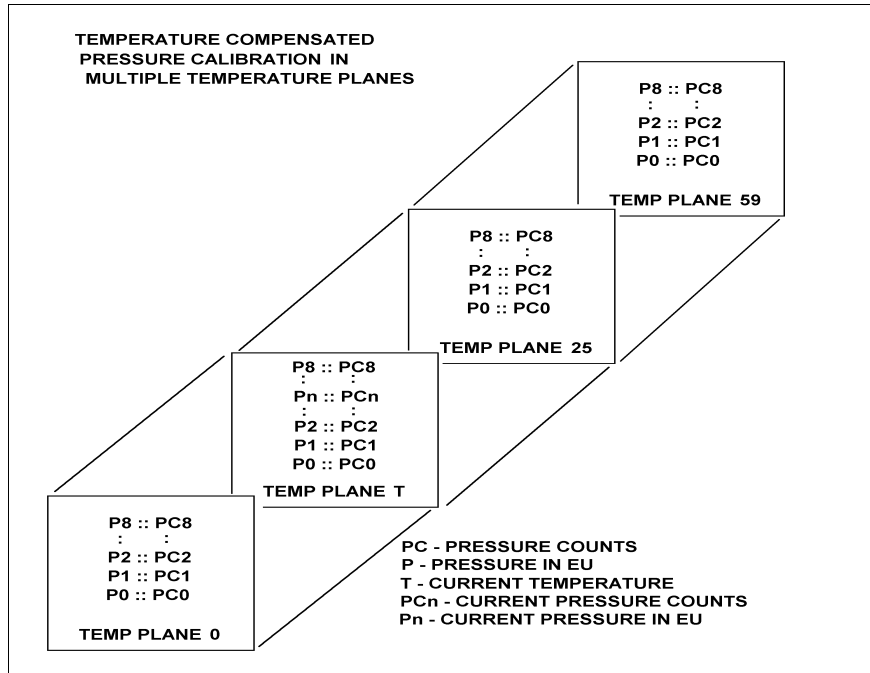 TEMPERATURE COMPENSATED
PRESSURE CALIBRATION IN
MULTIPLE TEMPERATURE PLANES
P8 :: PC8
: :
P2 :: PC2
P1 :: PC1
P0 :: PC0
TEMP PLANE 59
P8 :: PC8
: :
P2 :: PC2
P1 :: PC1
P0 :: PC0
TEMP PLANE 25
P8 :: PC8
: :
Pn :: PCn
: :
P2 :: PC2
P1 :: PC1
P0 :: PC0
TEMP PLANE T
P8 :: PC8
: :
P2 :: PC2
P1 :: PC1
P0 :: PC0
TEMP PLANE 0
PC - PRESSURE COUNTS
P - PRESSURE IN EU
T - CURRENT TEMPERATURE
PCn - CURRENT PRESSURE COUNTS
Pn - CURRENT PRESSURE IN EU